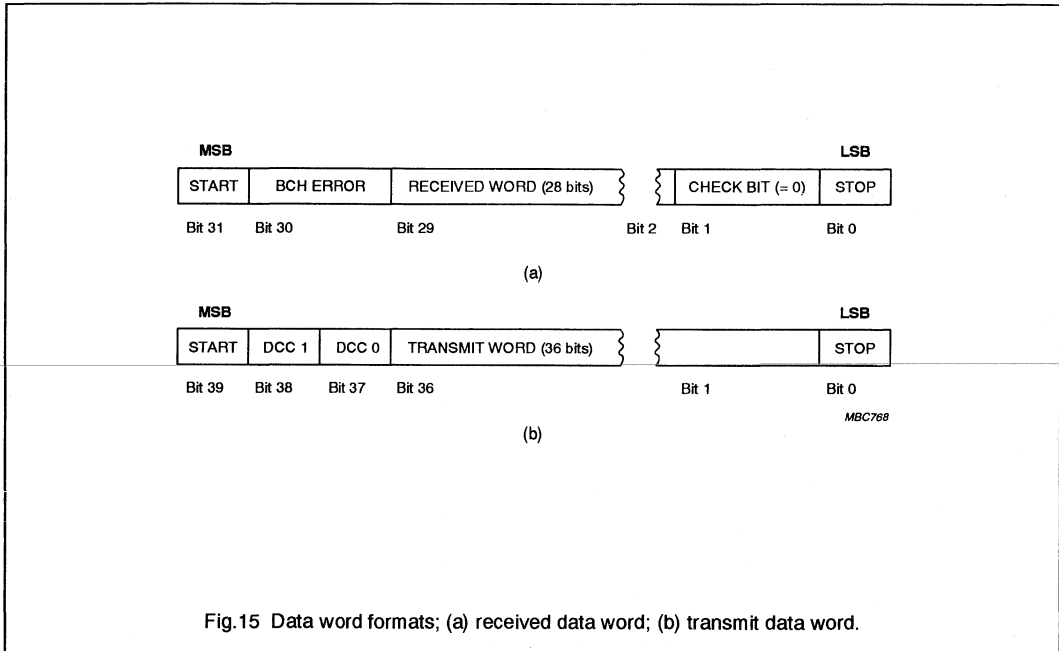 MSB LSB
START BCH ERROR RECEIVED WORD (28 bits) CHECK BIT (= 0) STOP
Bit 31 Bit 30 Bit 29 Bit 2 Bit 1 Bit 0
(a)
MSB LSB
START DCC 1 DCC 0 TRANSMIT WORD (36 bits) STOP
Bit 39 Bit 38 Bit 37 Bit 36 Bit 1 Bit 0
MBC768
(b)
Fig.15 Data word formats; (a) received data word; (b) transmit data word.